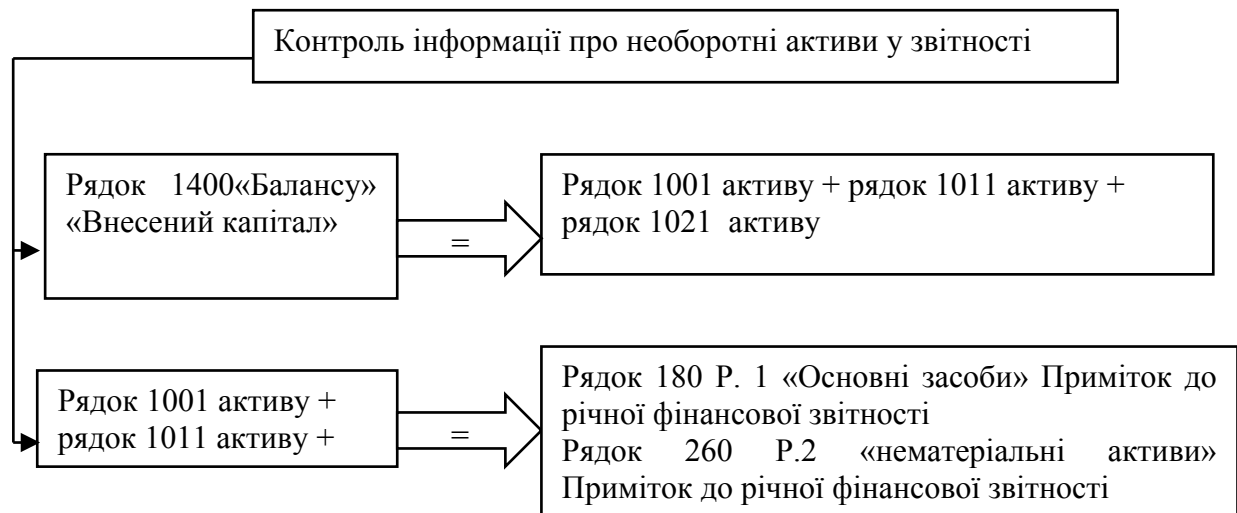 Контроль інформації про необоротні активи у звітності
Рядок 1400«Балансу»
«Внесений капітал»
=
Рядок 1001 активу + рядок 1011 активу +
рядок 1021 активу
Рядок 1001 активу +
рядок 1011 активу +
=
Рядок 180 Р. 1 «Основні засоби» Приміток до
річної фінансової звітності
Рядок 260 Р.2 «нематеріальні активи»
Приміток до річної фінансової звітності